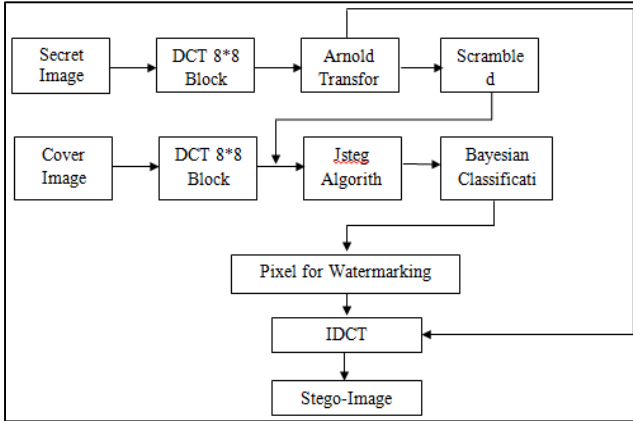 Secret
Image
DCT 8*8
Block
Arnold
Transfor
Scramble
d
Cover
Image
DCT 8*8
Block
Jsteg
Algorith
Bayesian
Classificati
Pixel for Watermarking
IDCT
Stego-Image